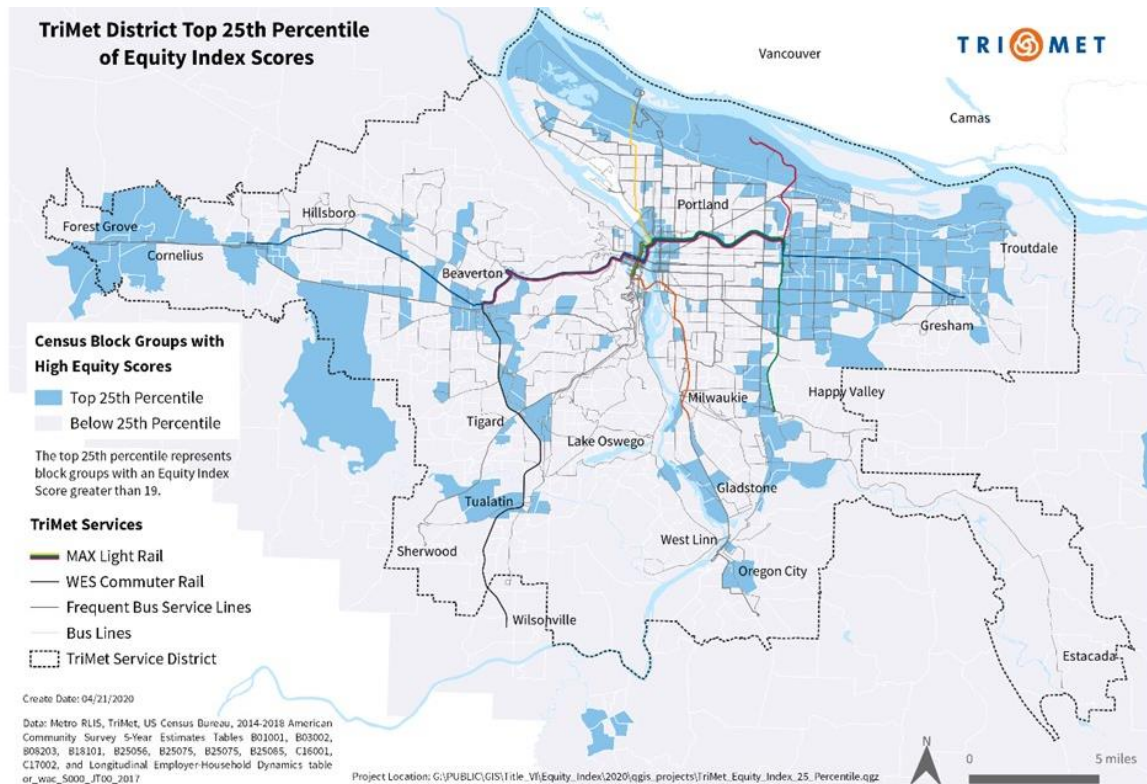 TriMet District Top 25th Percentile
of Equity Index Scores
TRI MET
Vancouver
Camas
Portland
Troutdale
Hillsboro
Forest Grove
Cornelius
Beaverton
Gresham
Census Block Groups with
High Equity Scores
Top 25th Percentile
Below 25th Percentile
The top 25th percentile represents
block groups with an Equity Index
Score greater than 19.
Happy Valley
Milwaukie
Tigard
Lake Oswego
Gladstone
Tualatin
West Linn
Sherwood
Oregon City
Wilsonville
Estacada
TriMet Services
MAX Light Rail
WES Commuter Rail
Frequent Bus Service Lines
Bus Lines
TriMet Service District
Create Date: 04/21/2020
Data: Metro RLIS, TriMet, US Census Bureau, 2014-2018 American
Community Survey 5-Year Estimates Tables B01001, B03002,
B08203, B18101, B25056, B25075, B25075, B25085, C16001,
C17002, and Longitudinal Employer-Household Dynamics table
or_wac_S000_JT00_2017
Project Location: G:\PUBLIC\GIS\Title_VI\Equity_Index\2020\qgis_projects\TriMet_Equity_Index_25_Percentile.qgz
N
0 5 miles